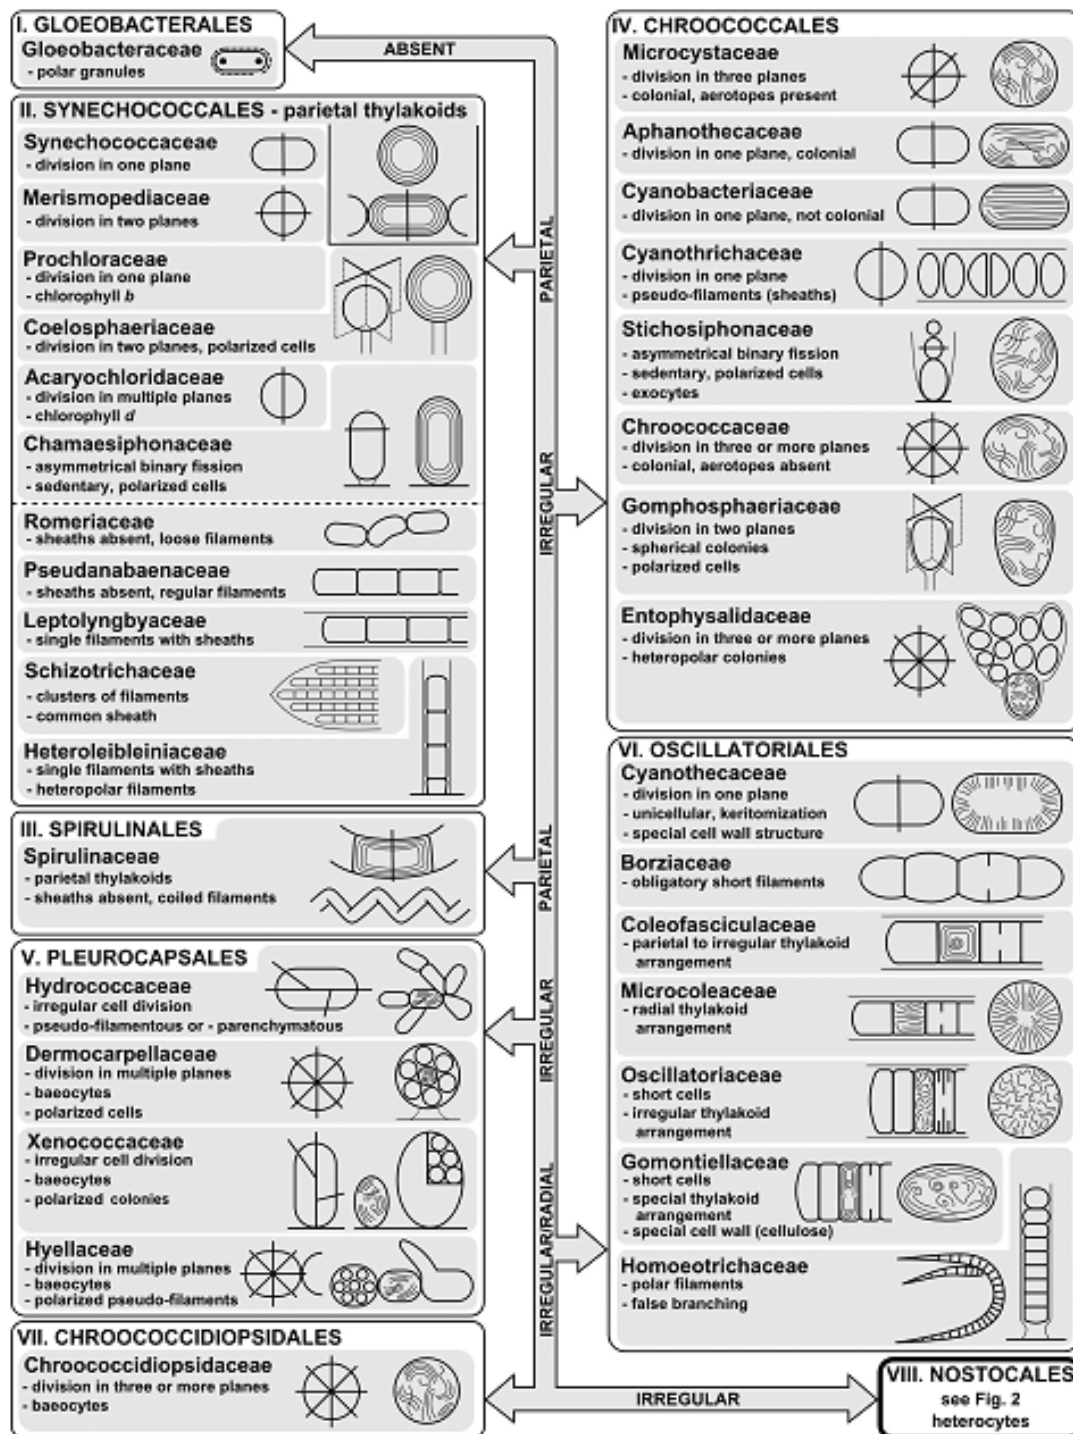 I. GLOEOBACTERALES
Gloeobacteraceae
- polar granules
II. SYNECHOCOCCALES - parietal thylakoids
Synechococcaceae
- division in one plane
Merismopediaceae
- division in two planes
Prochloraceae
- division in one plane
- chlorophyll b
Coelosphaeriaceae
- division in two planes, polarized cells
Acaryochloridaceae
- division in multiple planes
- chlorophyll d
Chamaesiphonaceae
- asymmetrical binary fission
- sedentary, polarized cells
Romeriaceae
- sheaths absent, loose filaments
Pseudanabaenaceae
- sheaths absent, regular filaments
Leptolyngbyaceae
- single filaments with sheaths
Schizotrichaceae
- clusters of filaments
- common sheath
Heteroleibleiniaceae
- single filaments with sheaths
- heteropolar filaments
III. SPIRULINALES
Spirulinaceae
- parietal thylakoids
- sheaths absent, coiled filaments
V. PLEUROCAPSALES
Hydrococcaceae
- irregular cell division
- pseudo-filamentous or - parenchymatous
Dermocarpellaceae
- division in multiple planes
- baeocytes
- polarized cells
Xenococcaceae
- irregular cell division
- baeocytes
- polarized colonies
Hyellaceae
- division in multiple planes
- baeocytes
- polarized pseudo-filaments
VII. CHROOCOCCIDIOPSIDALES
Chroococcidiopsidaceae
- division in three or more planes
- baeocytes
ABSENT
PARIETAL
IRREGULAR
PARIETAL
IRREGULAR
IRREGULAR/RADIAL
IRREGULAR
IV. CHROOCOCCALES
Microcystaceae
- division in three planes
- colonial, aerotopes present
Aphanothecaceae
- division in one plane, colonial
Cyanobacteriaceae
- division in one plane, not colonial
Cyanothrichaceae
- division in one plane
- pseudo-filaments (sheaths)
Stichosiphonaceae
- asymmetrical binary fission
- sedentary, polarized cells
- exocytes
Chroococcaceae
- division in three or more planes
- colonial, aerotopes absent
Gomphosphaeriaceae
- division in two planes
- spherical colonies
- polarized cells
Entophysalidaceae
- division in three or more planes
- heteropolar colonies
VI. OSCILLATORIALES
Cyanothecaceae
- division in one plane
- unicellular, keritomization
- special cell wall structure
Borziaceae
- obligatory short filaments
Coleofasciculaceae
- parietal to irregular thylakoid
arrangement
Microcoleaceae
- radial thylakoid
arrangement
Oscillatoriaceae
- short cells
- irregular thylakoid
arrangement
Gomontiellaceae
- short cells
- special thylakoid
arrangement
- special cell wall (cellulose)
Homoeotrichaceae
- polar filaments
- false branching
VIII. NOSTOCALES
see Fig. 2
heterocytes